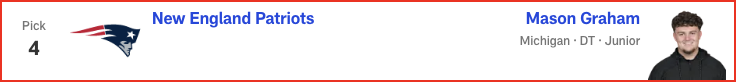 Pick
4
New England Patriots
Mason Graham
Michigan · DT · Junior